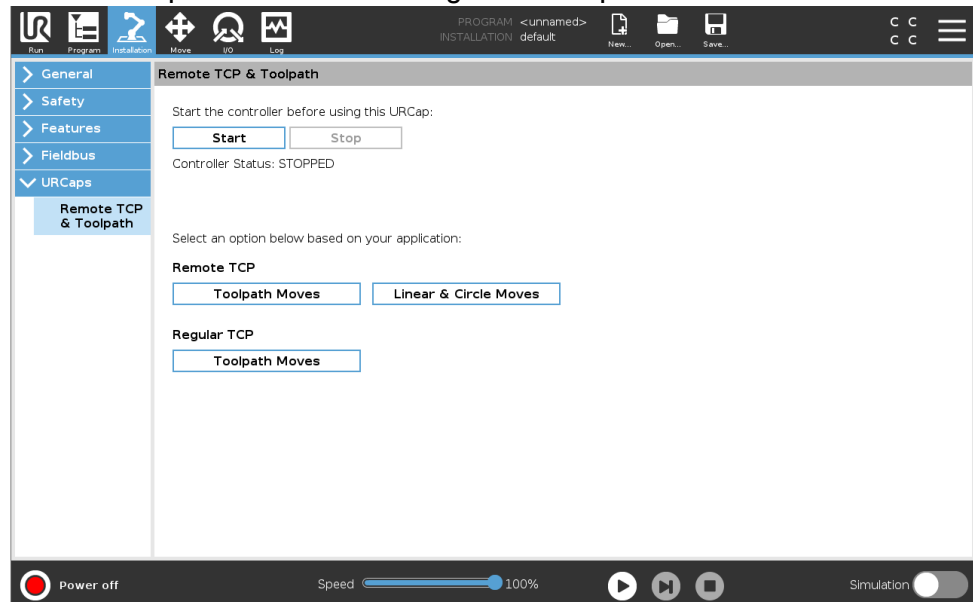 UR
PROGRAM <unnamed>
INSTALLATION default
C C
C C
Run Program Installation Move I/O Log New... Open... Save...
General
Remote TCP & Toolpath
Safety
Start the controller before using this URCap:
Features
Start Stop
Fieldbus
Controller Status: STOPPED
URCaps
Remote TCP
& Toolpath
Select an option below based on your application:
Remote TCP
Toolpath Moves Linear & Circle Moves
Regular TCP
Toolpath Moves
Power off Speed 100% Simulation